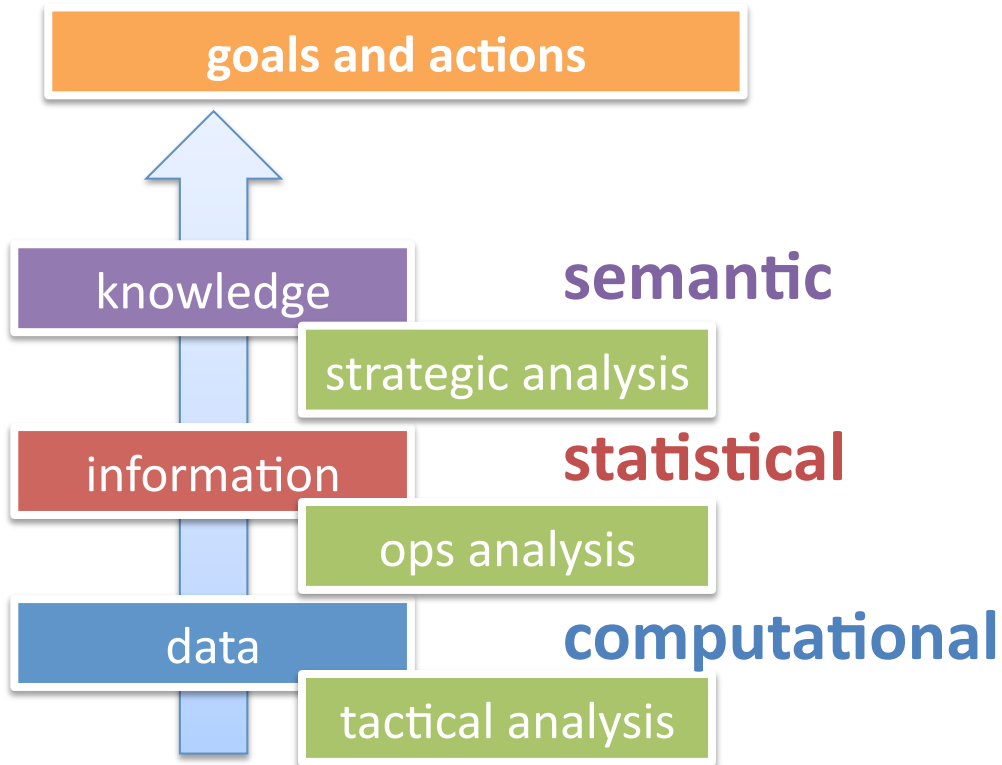 goals and actions
knowledge
semantic
strategic analysis
information
statistical
ops analysis
data
computational
tactical analysis